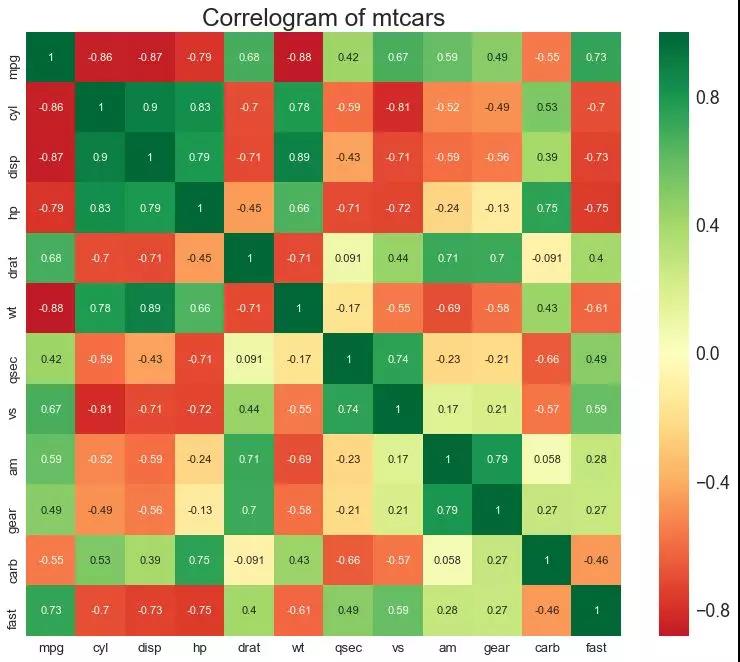 Correlogram of mtcars
mpg 1 -0.86 -0.87 -0.79 0.68 -0.88 0.42 0.67 0.59 0.49 -0.55 0.73
cyl -0.86 1 0.9 0.83 -0.7 0.78 -0.59 -0.81 -0.52 -0.49 0.53 -0.7
disp -0.87 0.9 1 0.79 -0.71 0.89 -0.43 -0.71 -0.59 -0.56 0.39 -0.73
hp -0.79 0.83 0.79 1 -0.45 0.66 -0.71 -0.72 -0.24 -0.13 0.75 -0.75
drat 0.68 -0.7 -0.71 -0.45 1 -0.71 0.091 0.44 0.71 0.7 -0.091 0.4
wt -0.88 0.78 0.89 0.66 -0.71 1 -0.17 -0.55 -0.69 -0.58 0.43 -0.61
qsec 0.42 -0.59 -0.43 -0.71 0.091 -0.17 1 0.74 -0.23 -0.21 -0.66 0.49
vs 0.67 -0.81 -0.71 -0.72 0.44 -0.55 0.74 1 0.17 0.21 -0.57 0.59
am 0.59 -0.52 -0.59 -0.24 0.71 -0.69 -0.23 0.17 1 0.79 0.058 0.28
gear 0.49 -0.49 -0.56 -0.13 0.7 -0.58 -0.21 0.21 0.79 1 0.27 0.27
carb -0.55 0.53 0.39 0.75 -0.091 0.43 -0.66 -0.57 0.058 0.27 1 -0.46
fast 0.73 -0.7 -0.73 -0.75 0.4 -0.61 0.49 0.59 0.28 0.27 -0.46 1
mpg cyl disp hp drat wt qsec vs am gear carb fast
0.8
0.4
0.0
−0.4
−0.8